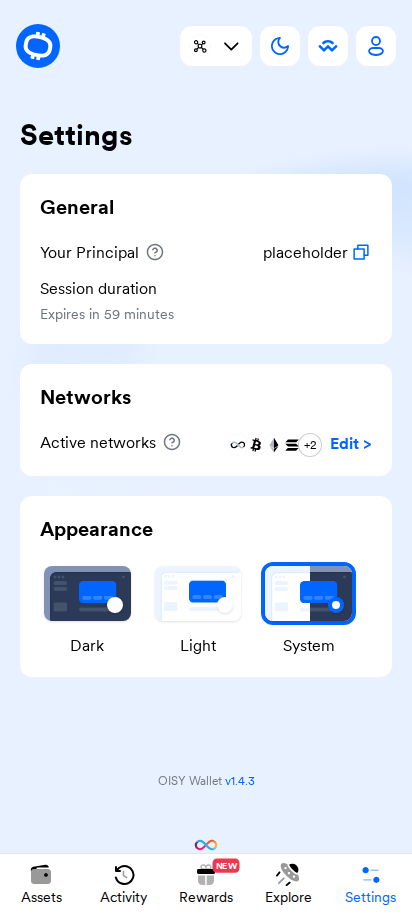 Settings
General
Your Principal
placeholder
Session duration
Expires in 59 minutes
Networks
Active networks
+2
Edit >
Appearance
Dark
Light
System
OISY Wallet v1.4.3
NEW
Assets
Activity
Rewards
Explore
Settings